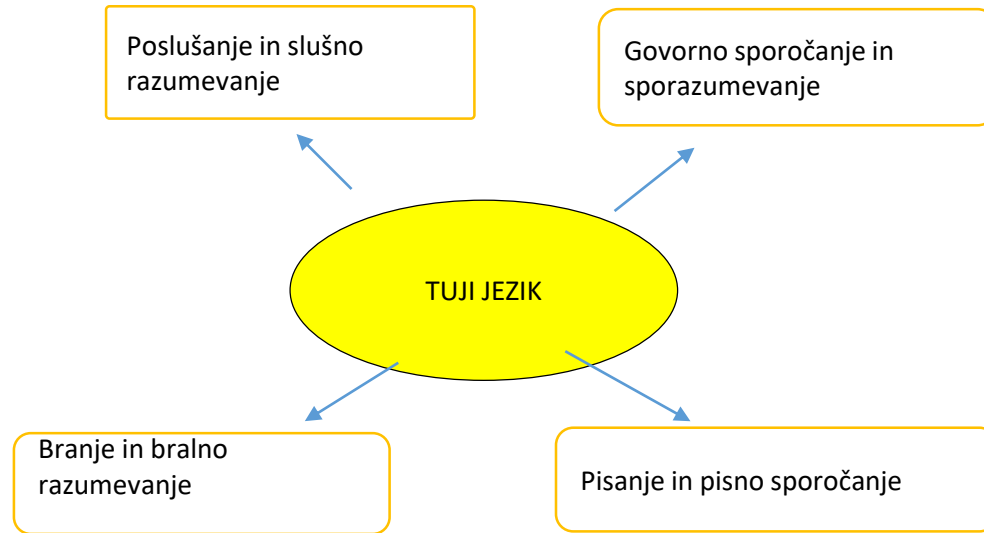 Poslušanje in slušno
razumevanje
Govorno sporočanje in
sporazumevanje
TUJI JEZIK
Branje in bralno
razumevanje
Pisanje in pisno sporočanje